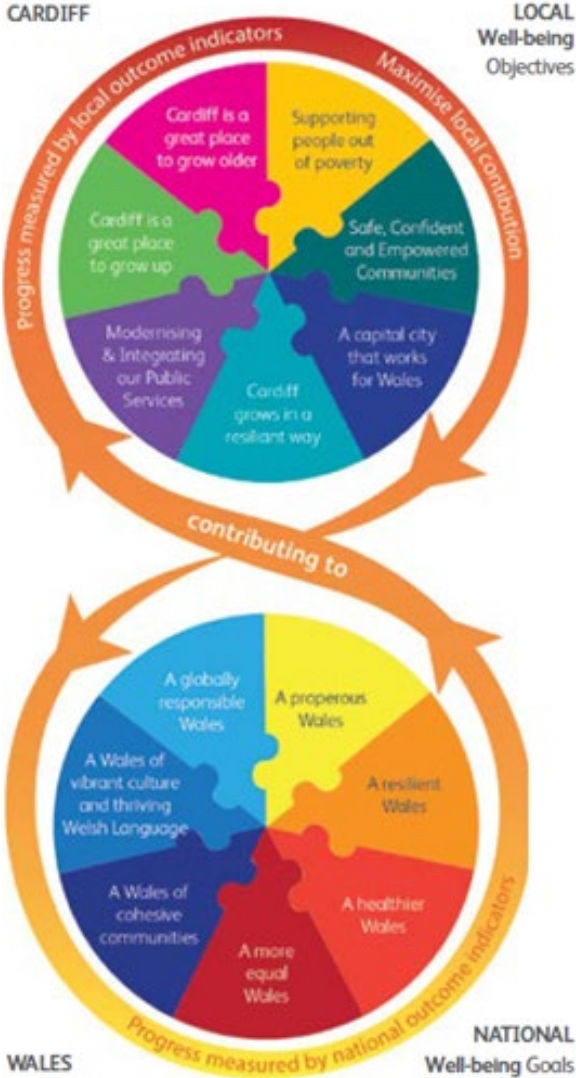 CARDIFF
LOCAL
Well-being
Objectives
Progress measured by local outcome indicators
Maximise local contibution
Cardiff is a
great place
to grow older
Supporting
people out
of poverty
Cardiff is a
great place
to grow up
Safe, Confident
and Empowered
Communities
Modernising
& Integrating
our Public
Services
A capital city
that works
for Wales
Cardiff
grows in a
resiliant way
contributing to
A globally
responsible
Wales
A properous
Wales
A Wales of
vibrant culture
and thriving
Welsh Language
A resilient
Wales
A Wales of
cohesive
communities
A healthier
Wales
A more
equal
Wales
Progress measured by national outcome indicators
WALES
NATIONAL
Well-being Goals